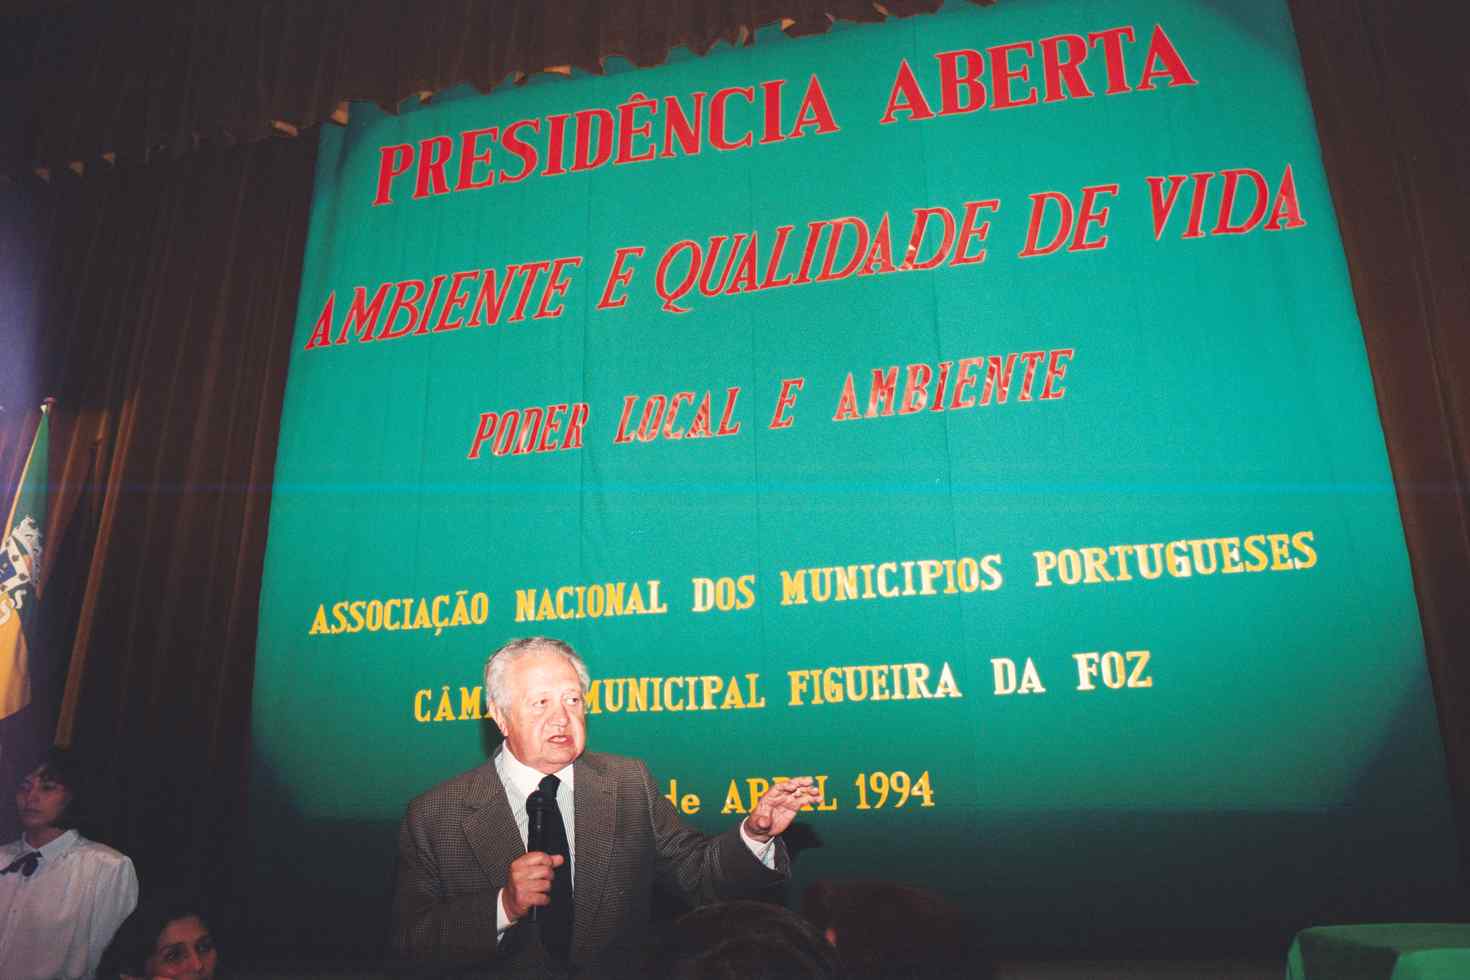 PRESIDÊNCIA ABERTA
AMBIENTE E QUALIDADE DE VIDA
PODER LOCAL E AMBIENTE
ASSOCIAÇÃO NACIONAL DOS MUNICIPIOS PORTUGUESES
MUNICIPAL FIGUEIRA DA FOZ
de ABRIL 1994